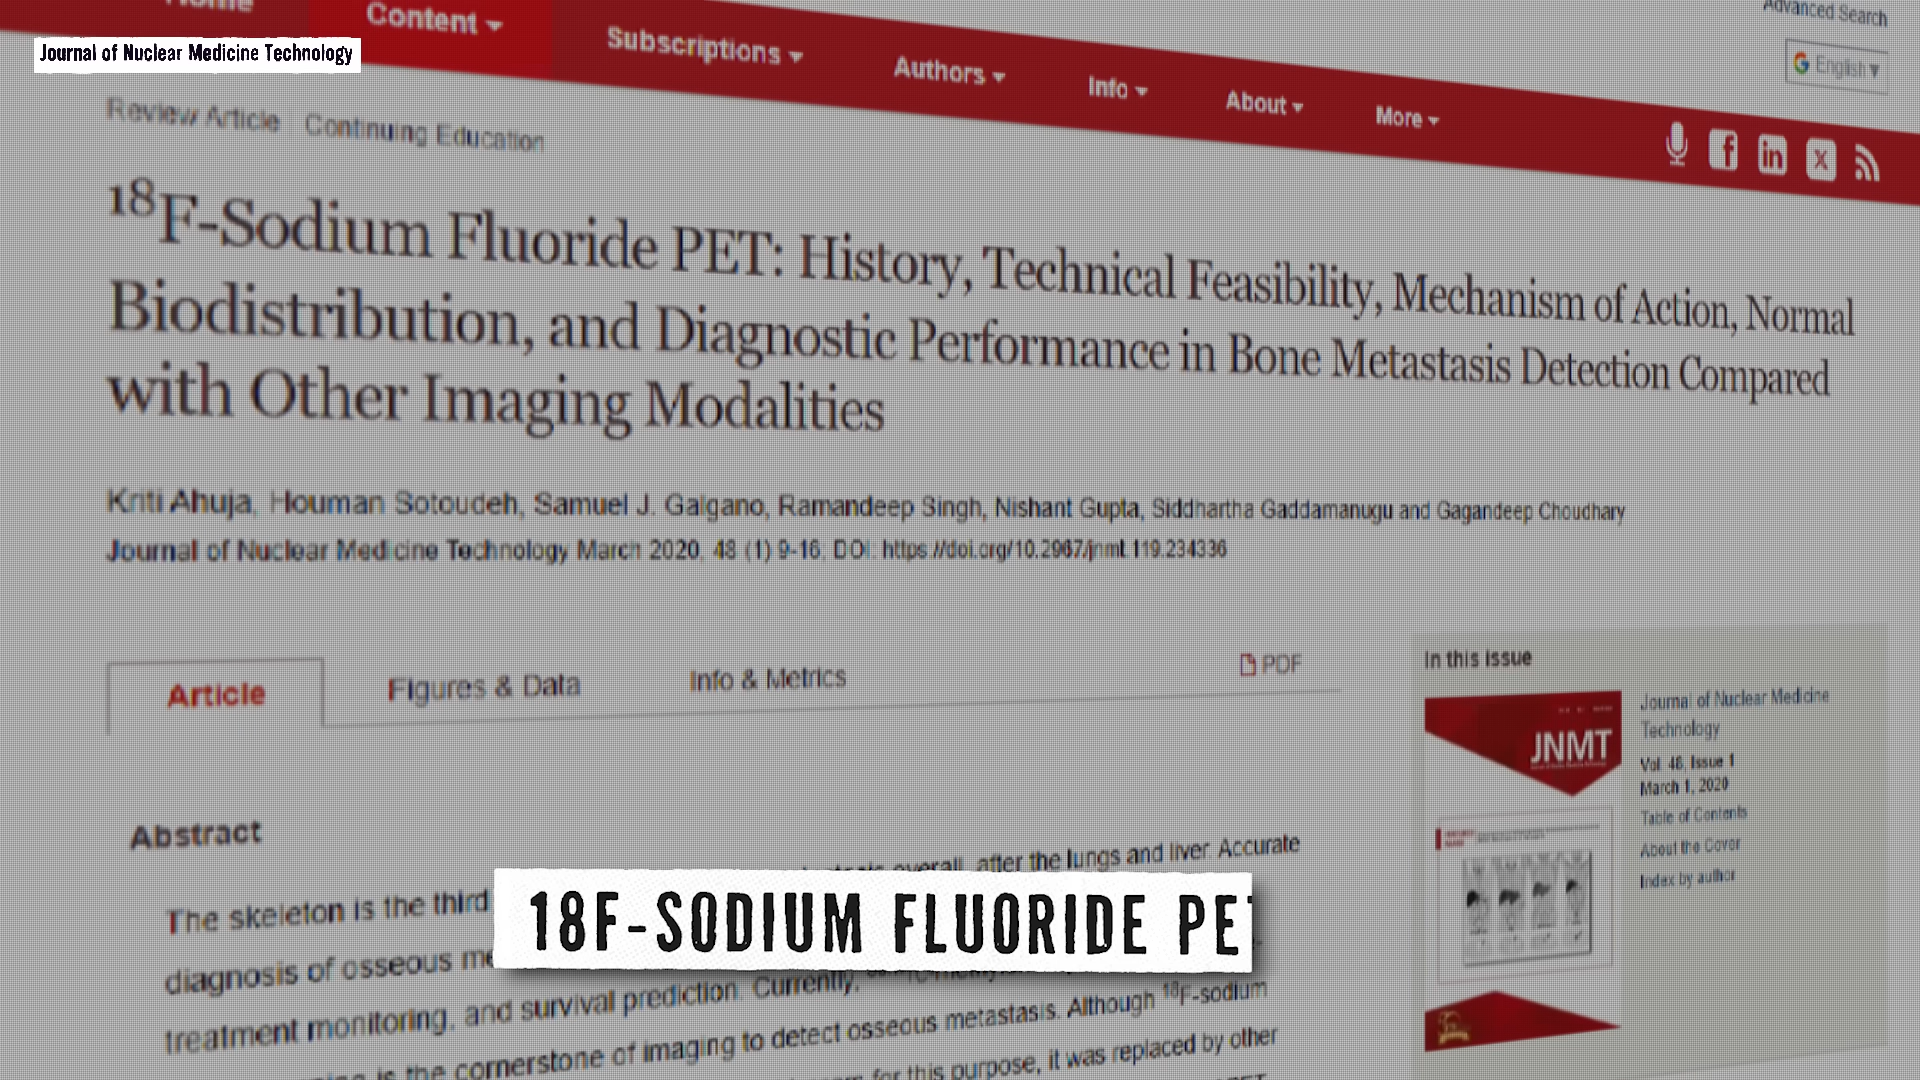 Home
Content
Subscriptions
Authors
Info
About
More
Advanced Search
English
Journal of Nuclear Medicine Technology
Review Article Continuing Education
18F-Sodium Fluoride PET: History, Technical Feasibility, Mechanism of Action, Normal
Biodistribution, and Diagnostic Performance in Bone Metastasis Detection Compared
with Other Imaging Modalities
Kriti Ahuja, Houman Sotoudeh, Samuel J. Galgano, Ramandeep Singh, Nishant Gupta, Siddhartha Gaddamanugu and Gagandeep Choudhary
Journal of Nuclear Medicine Technology March 2020, 48 (1) 9-16; DOI: https://doi.org/10.2967/jnmt.119.234336
Article
Figures & Data
Info & Metrics
PDF
In this issue
JNMT
Journal of Nuclear Medicine
Technology
Vol. 48, Issue 1
March 1, 2020
Table of Contents
About the Cover
Index by author
Abstract
The skeleton is the third overall, after the lungs and liver. Accurate
diagnosis of osseous
treatment monitoring, and survival prediction. Currently,
is the cornerstone of imaging to detect osseous metastasis. Although 18F-sodium
for this purpose, it was replaced by other
18F-SODIUM FLUORIDE PE